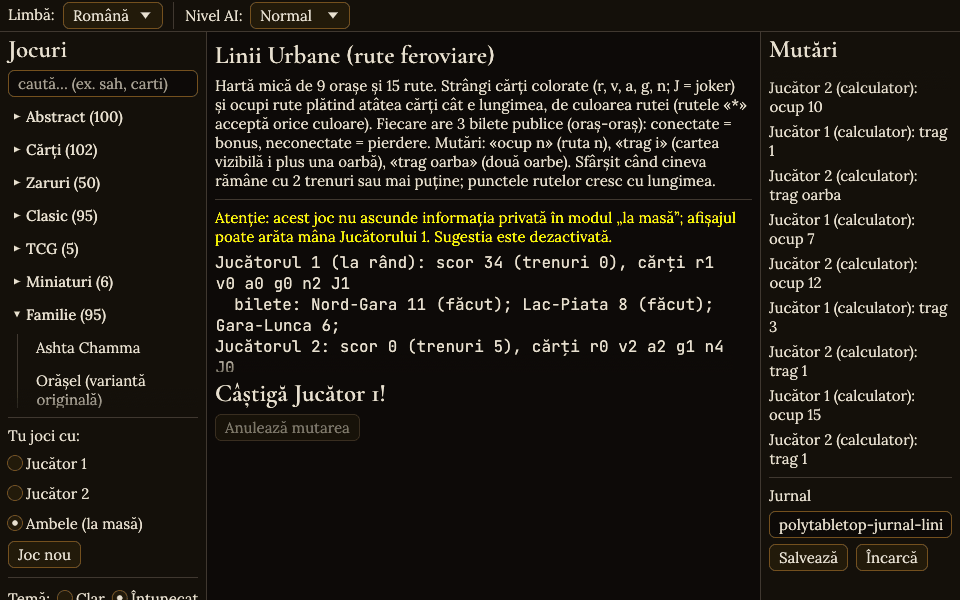 Limbă: Română ▼ Nivel AI: Normal ▼
Jocuri
caută... (ex. sah, carti)
▸ Abstract (100)
▸ Cărți (102)
▸ Zaruri (50)
▸ Clasic (95)
▸ TCG (5)
▸ Miniaturi (6)
▾ Familie (95)
Ashta Chamma
Orășel (variantă
originală)
Tu joci cu:
Jucător 1
Jucător 2
Ambele (la masă)
Joc nou
Temă: Clar Întunecat
Linii Urbane (rute feroviare)
Hartă mică de 9 orașe și 15 rute. Strângi cărți colorate (r, v, a, g, n; J = joker)
și ocupi rute plătind atâtea cărți cât e lungimea, de culoarea rutei (rutele «*»
acceptă orice culoare). Fiecare are 3 bilete publice (oraș-oraș): conectate =
bonus, neconectate = pierdere. Mutări: «ocup n» (ruta n), «trag i» (cartea
vizibilă i plus una oarbă), «trag oarba» (două oarbe). Sfârșit când cineva
rămâne cu 2 trenuri sau mai puține; punctele rutelor cresc cu lungimea.
Atenție: acest joc nu ascunde informația privată în modul „la masă”; afișajul
poate arăta mâna Jucătorului 1. Sugestia este dezactivată.
Jucătorul 1 (la rând): scor 34 (trenuri 0), cărți r1
v0 a0 g0 n2 J1
bilete: Nord-Gara 11 (făcut); Lac-Piata 8 (făcut);
Gara-Lunca 6;
Jucătorul 2: scor 0 (trenuri 5), cărți r0 v2 a2 g1 n4
J0
Câștigă Jucător 1!
Anulează mutarea
Mutări
Jucător 2 (calculator):
ocup 10
Jucător 1 (calculator): trag
1
Jucător 2 (calculator):
trag oarba
Jucător 1 (calculator):
ocup 7
Jucător 2 (calculator):
ocup 12
Jucător 1 (calculator): trag
3
Jucător 2 (calculator):
trag 1
Jucător 1 (calculator):
ocup 15
Jucător 2 (calculator):
trag 1
Jurnal
polytabletop-jurnal-lini
Salvează Încarcă